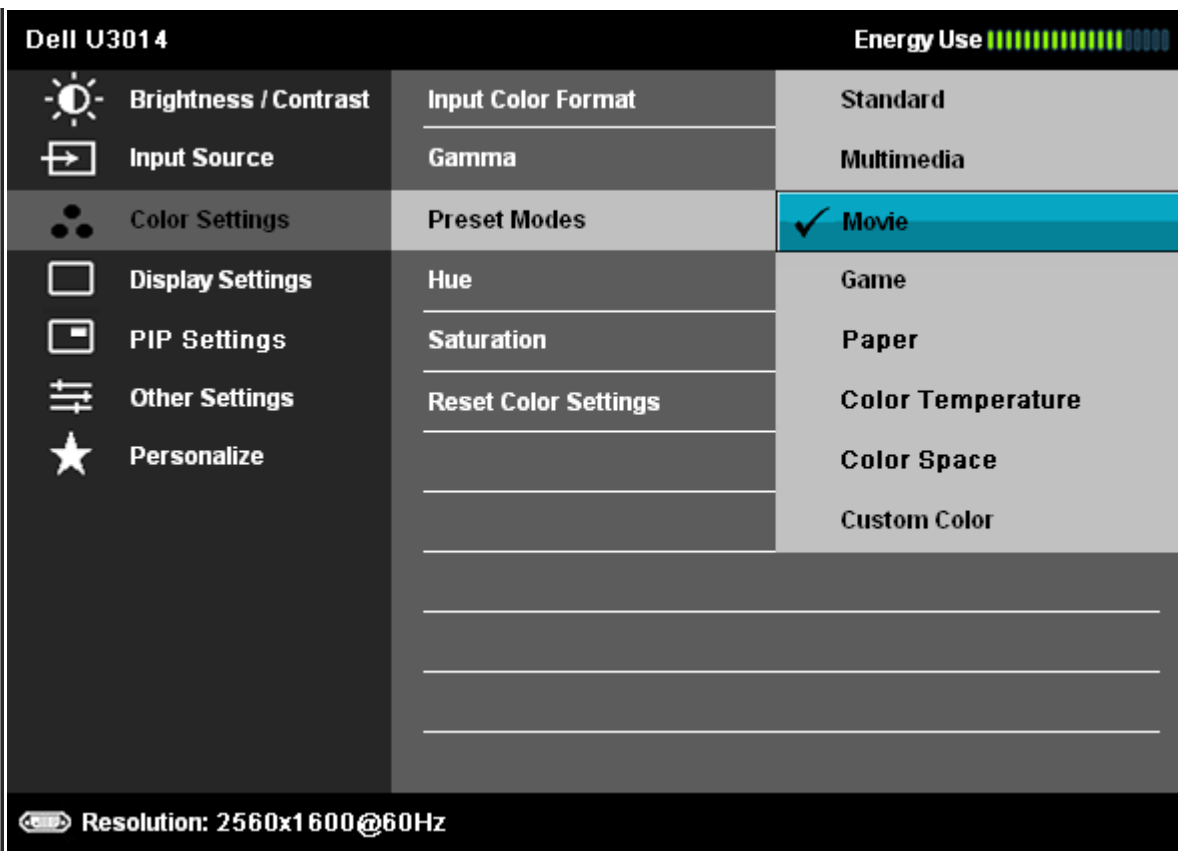 Dell U3014
Energy Use
Brightness / Contrast
Input Source
Color Settings
Display Settings
PIP Settings
Other Settings
Personalize
Input Color Format
Gamma
Preset Modes
Hue
Saturation
Reset Color Settings
Standard
Multimedia
Movie
Game
Paper
Color Temperature
Color Space
Custom Color
Resolution: 2560x1600@60Hz